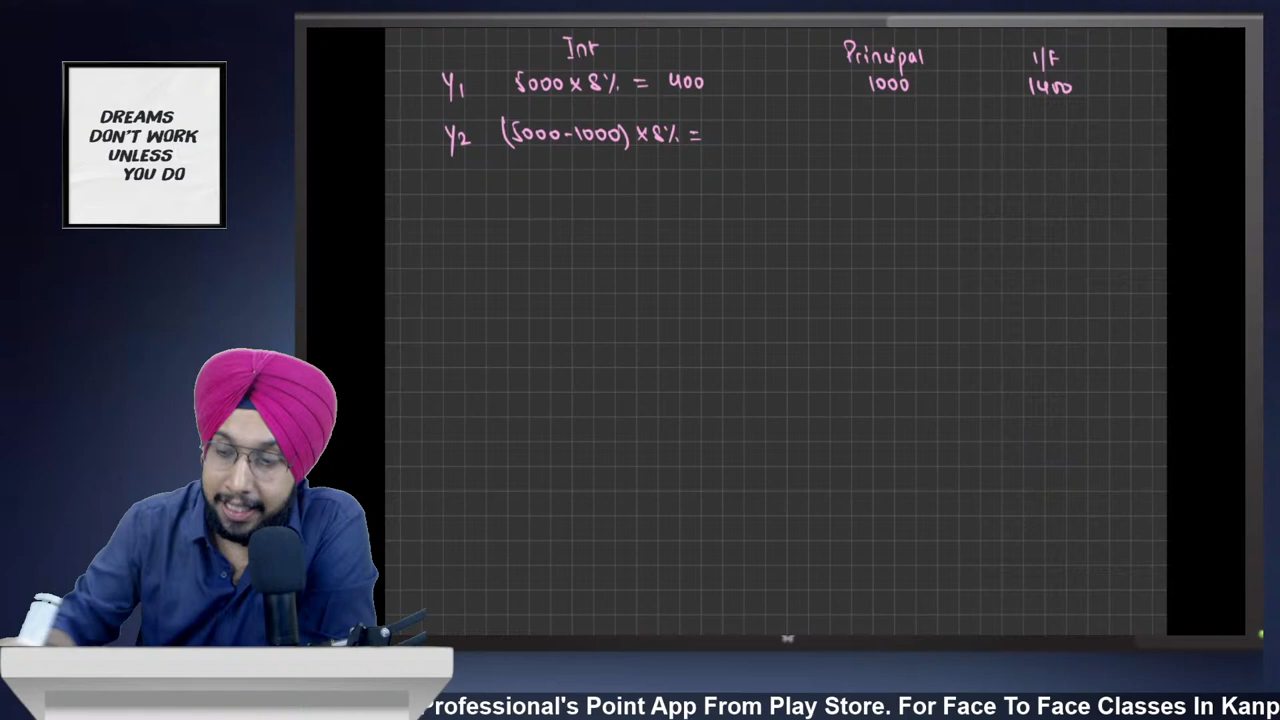 DREAMS
DON'T WORK
UNLESS
YOU DO
Int Principal I/F
Y1 5000 × 8% = 400 1000 1400
Y2 (5000-1000) × 8% =
Professional's Point App From Play Store. For Face To Face Classes In Kanp